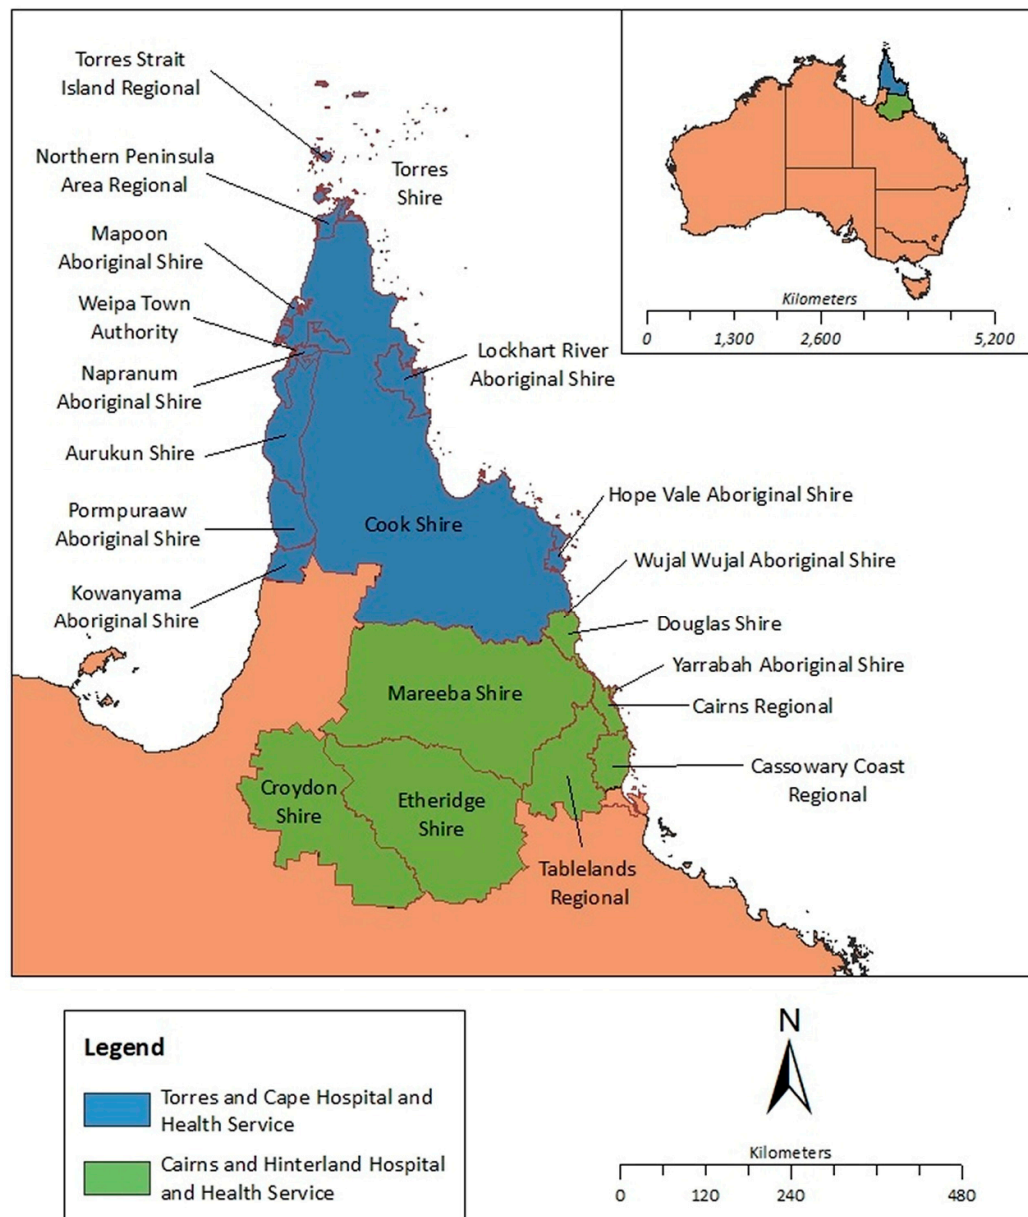 Torres Strait
Island Regional
Northern Peninsula
Area Regional
Torres
Shire
Mapoon
Aboriginal Shire
Weipa Town
Authority
Napranum
Aboriginal Shire
Lockhart River
Aboriginal Shire
Aurukun Shire
Pormpuraaw
Aboriginal Shire
Kowanyama
Aboriginal Shire
Cook Shire
Hope Vale Aboriginal Shire
Wujal Wujal Aboriginal Shire
Douglas Shire
Yarrabah Aboriginal Shire
Cairns Regional
Cassowary Coast
Regional
Mareeba Shire
Croydon
Shire
Etheridge
Shire
Tablelands
Regional
Kilometers
0 1,300 2,600 5,200
Legend
Torres and Cape Hospital and
Health Service
Cairns and Hinterland Hospital
and Health Service
N
Kilometers
0 120 240 480